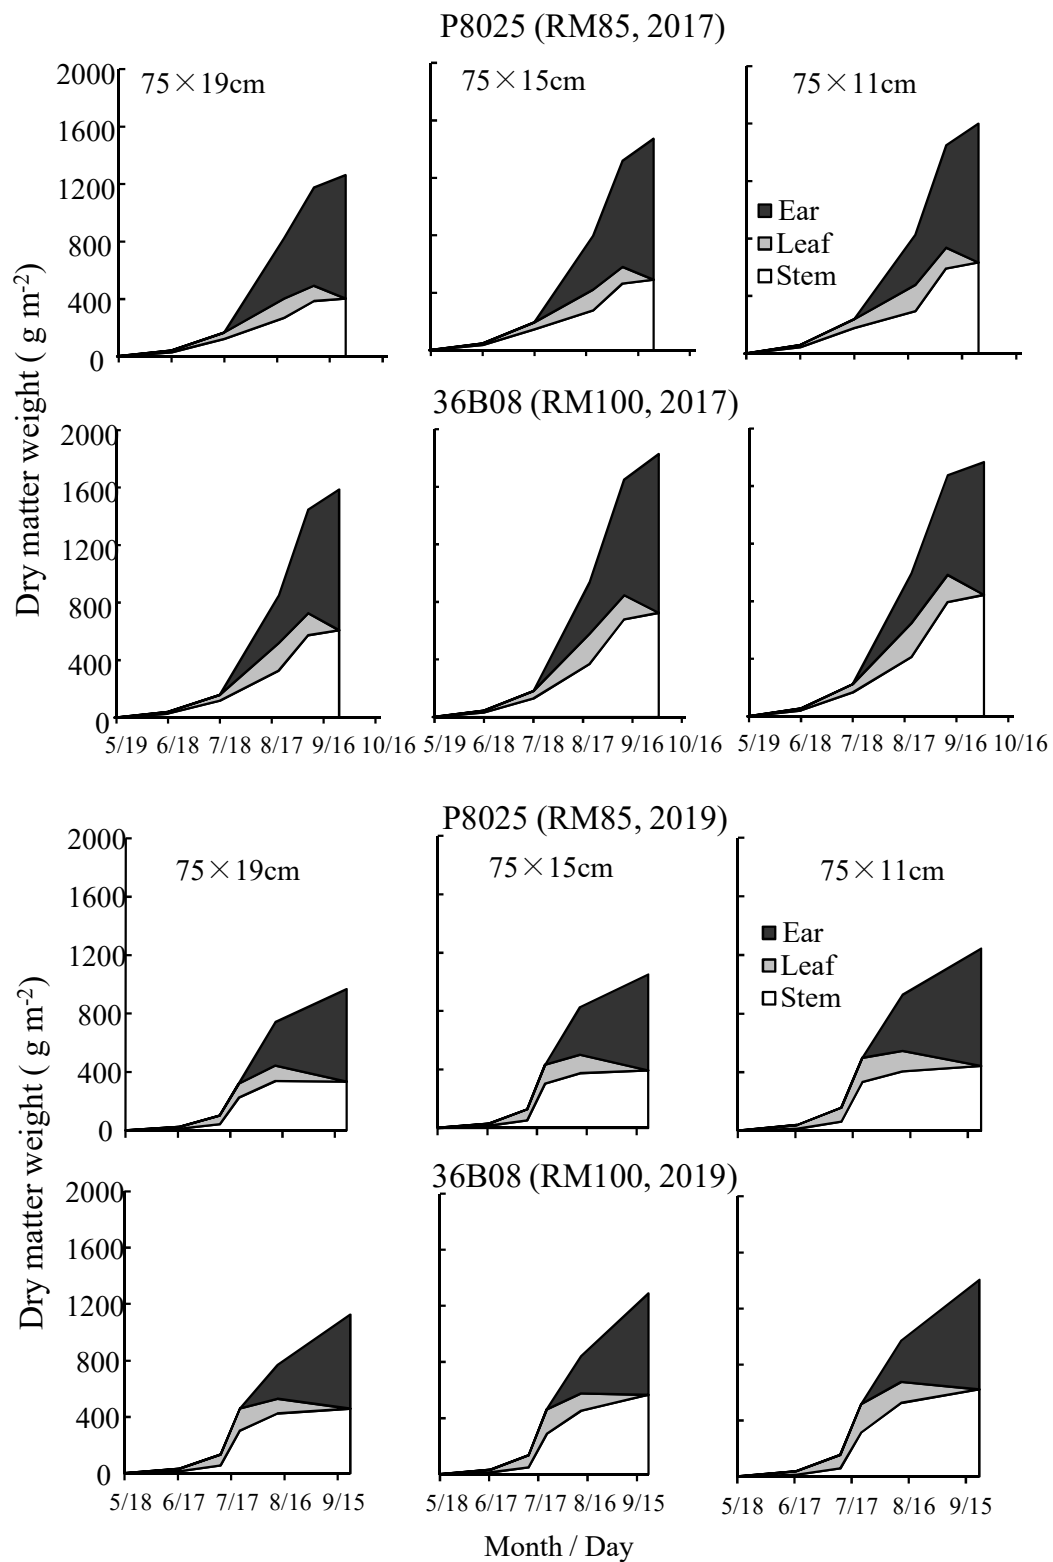 P8025 (RM85, 2017)
75×19cm
75×15cm
75×11cm
2000
1600
1200
800
400
0
Ear
Leaf
Stem
36B08 (RM100, 2017)
2000
1600
1200
800
400
0
Dry matter weight ( g m-2)
5/19 6/18 7/18 8/17 9/16 10/16
5/19 6/18 7/18 8/17 9/16 10/16
5/19 6/18 7/18 8/17 9/16 10/16
P8025 (RM85, 2019)
75×19cm
75×15cm
75×11cm
2000
1600
1200
800
400
0
Ear
Leaf
Stem
36B08 (RM100, 2019)
2000
1600
1200
800
400
0
Dry matter weight ( g m-2)
5/18 6/17 7/17 8/16 9/15
5/18 6/17 7/17 8/16 9/15
5/18 6/17 7/17 8/16 9/15
Month / Day